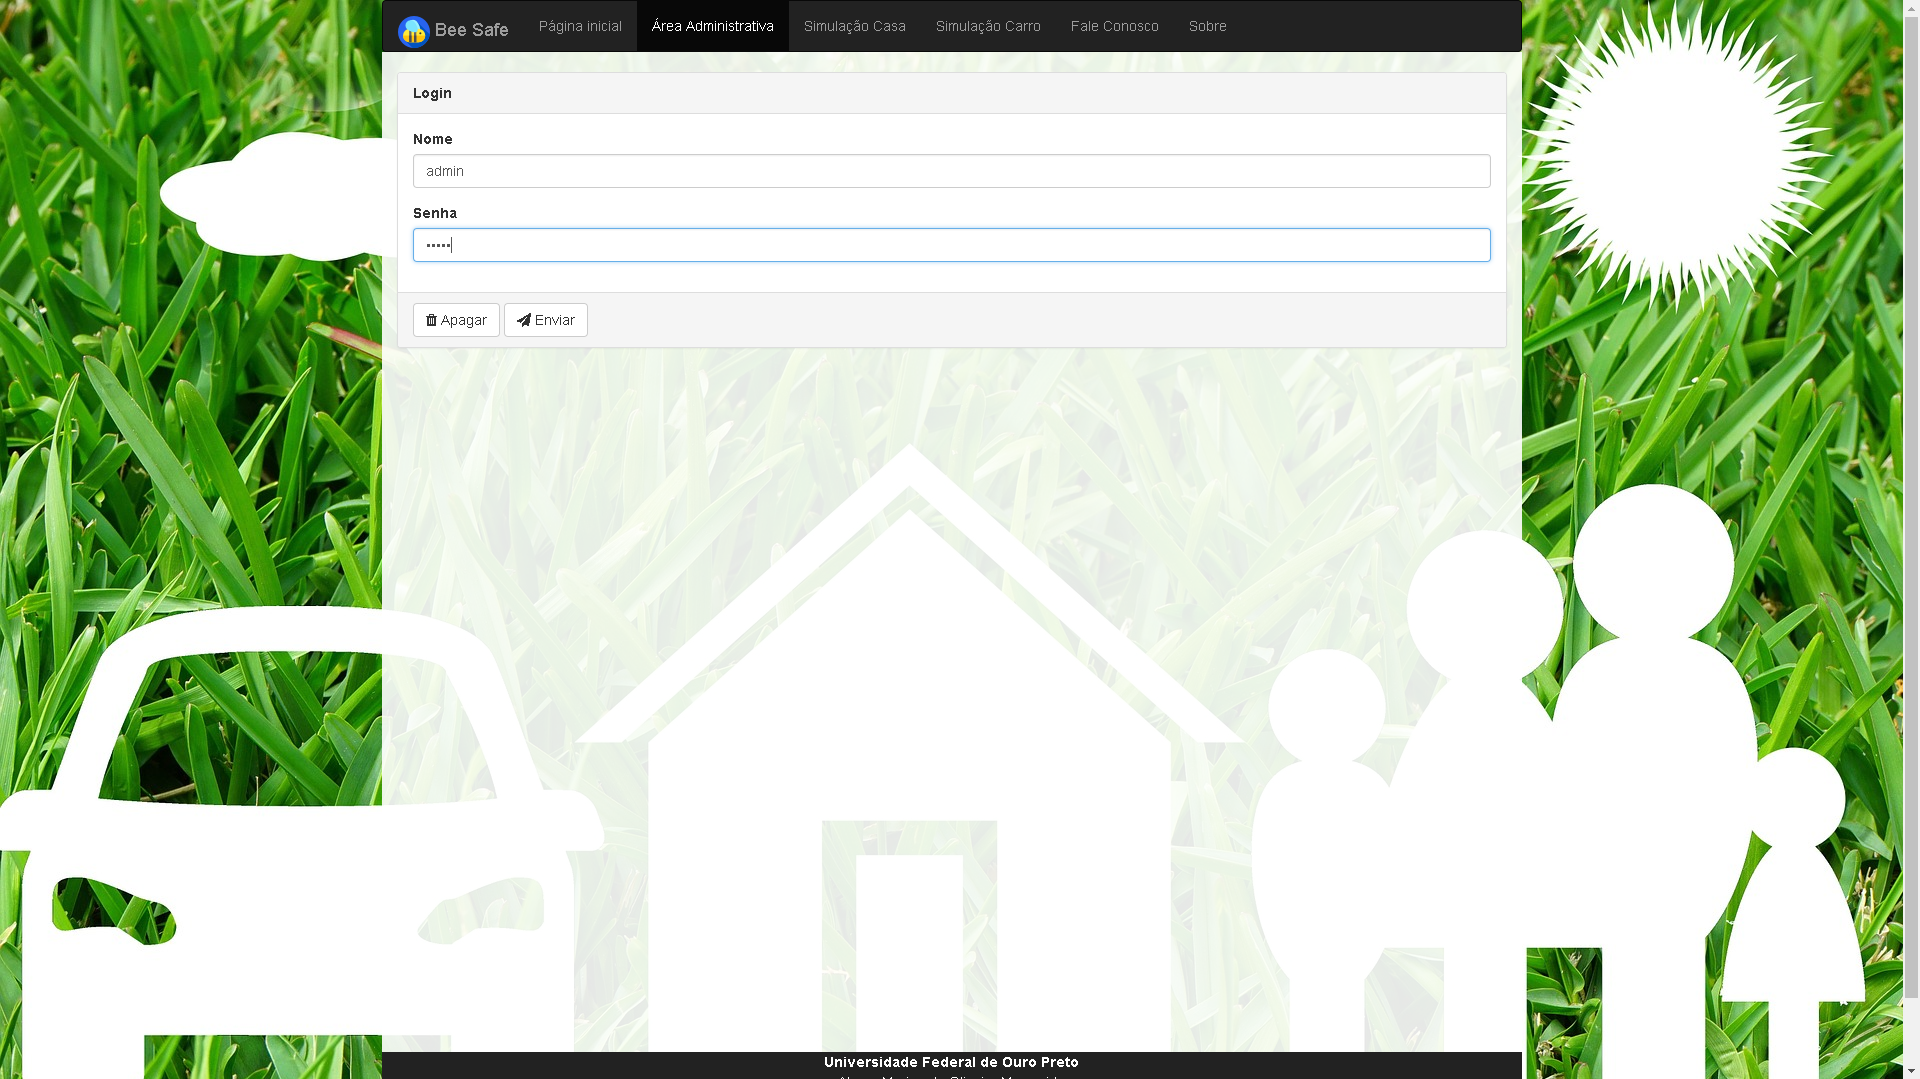 Bee Safe
Página inicial
Área Administrativa
Simulação Casa
Simulação Carro
Fale Conosco
Sobre
Login
Nome
admin
Senha
•••••
Apagar
Enviar
Universidade Federal de Ouro Preto